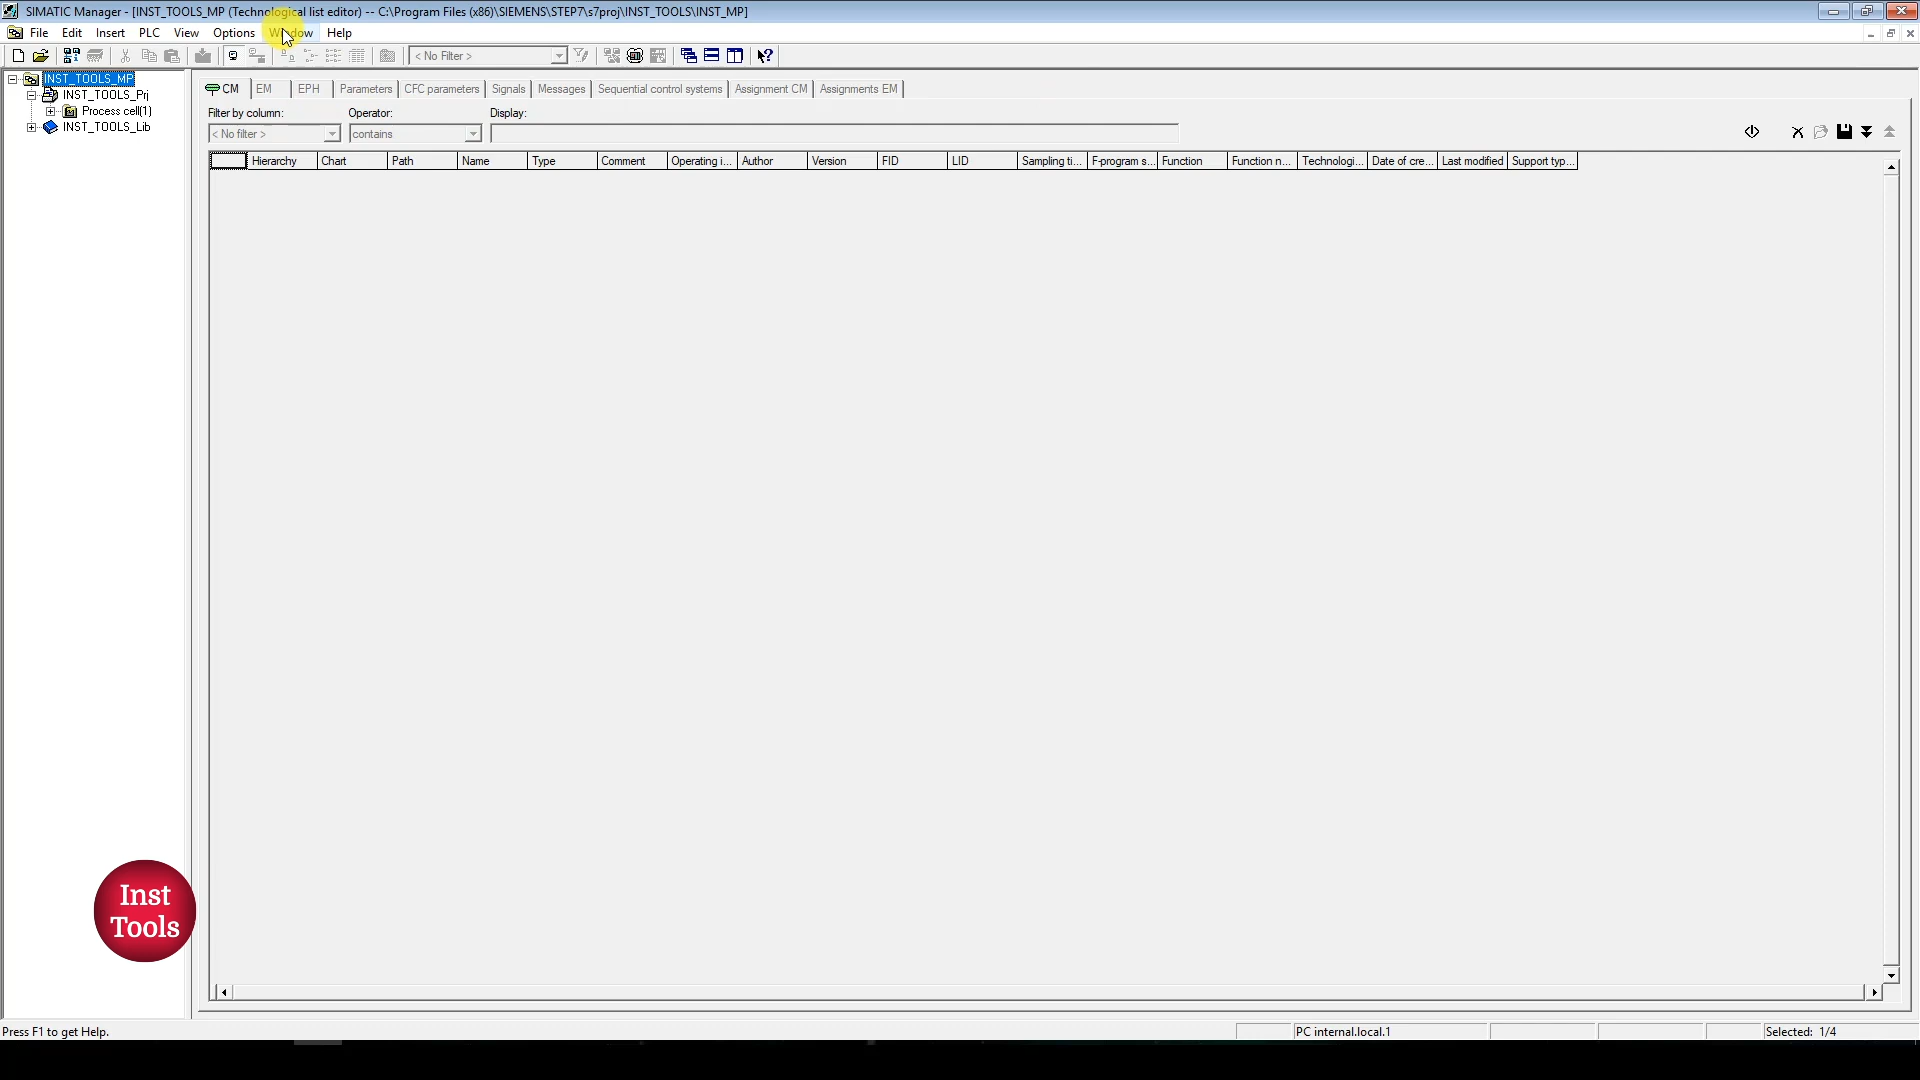 SIMATIC Manager - [INST_TOOLS_MP (Technological list editor) -- C:\Program Files (x86)\SIEMENS\STEP7\s7proj\INST_TOOLS\INST_MP]
File Edit Insert PLC View Options Window Help
< No Filter >
INST_TOOLS_MP
INST_TOOLS_Prj
Process cell(1)
INST_TOOLS_Lib
CM EM EPH Parameters CFC parameters Signals Messages Sequential control systems Assignment CM Assignments EM
Filter by column: Operator: Display:
< No filter > contains
Hierarchy Chart Path Name Type Comment Operating i... Author Version FID LID Sampling ti... F-program s... Function Function n... Technologi... Date of cre... Last modified Support typ...
Inst
Tools
Press F1 to get Help. PC internal.local.1 Selected: 1/4